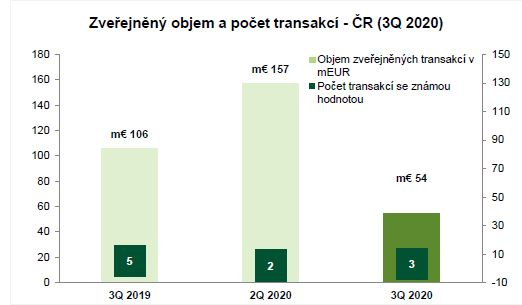 Zveřejněný objem a počet transakcí - ČR (3Q 2020)
180
160
140
120
100
80
60
40
20
0
150
130
110
90
70
50
30
10
-10
Objem zveřejněných transakcí v
mEUR
Počet transakcí se známou
hodnotou
m€ 106
m€ 157
m€ 54
5
2
3
3Q 2019
2Q 2020
3Q 2020